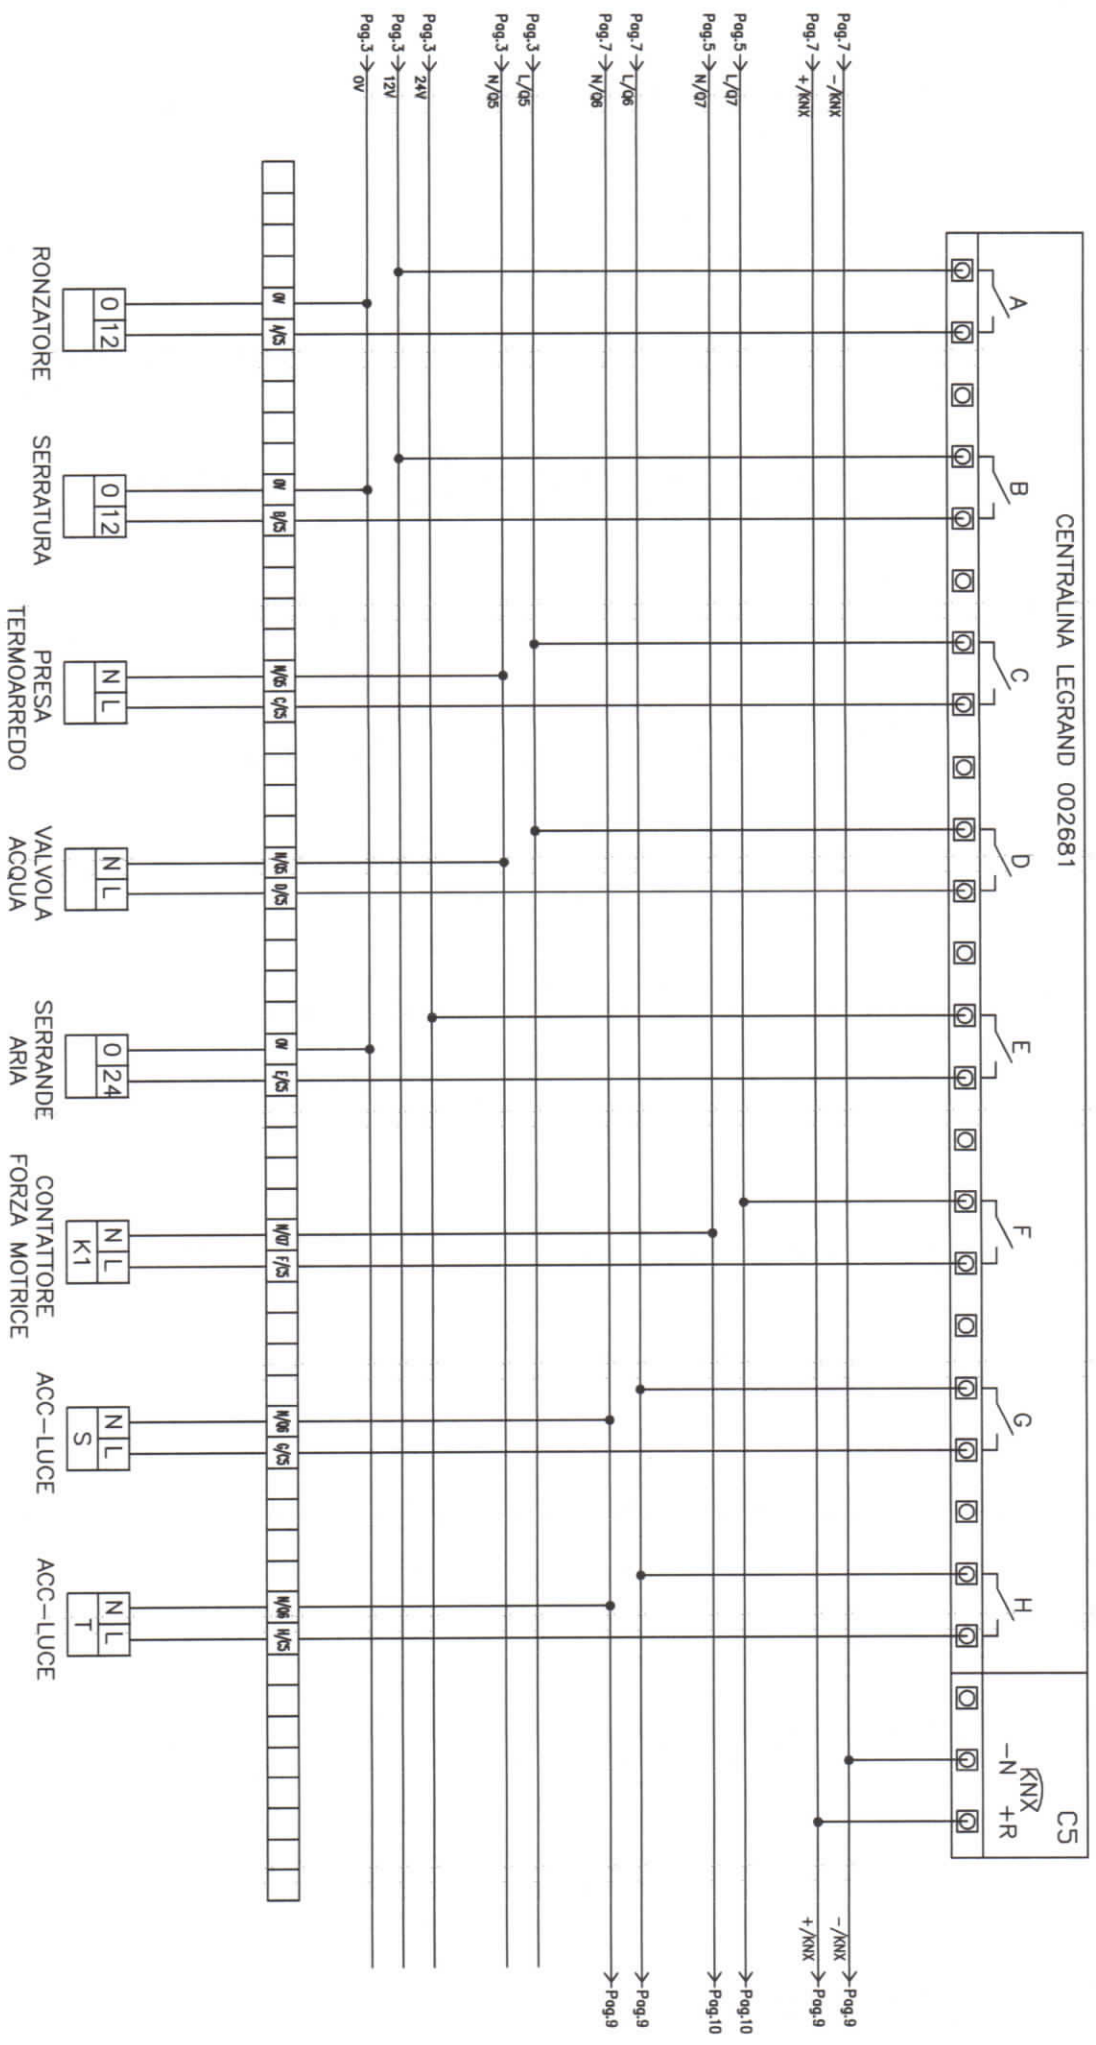 CENTRALINA LEGRAND 002681
C5
A
B
C
D
E
F
G
H
KNX
-N +R
Pag.7 -/KNX
-/KNX Pag.9
Pag.7 +/KNX
+/KNX Pag.9
Pag.5 L/Q7
Pag.10
Pag.5 N/Q7
Pag.10
Pag.7 L/Q6
Pag.9
Pag.7 N/Q6
Pag.9
Pag.3 L/Q5
Pag.3 N/Q5
Pag.3 24V
Pag.3 12V
Pag.3 0V
0V A/C5
0V B/C5
N/Q5 C/C5
N/Q5 D/C5
0V E/C5
N/Q7 F/C5
N/Q6 G/C5
N/Q6 H/C5
0 12
0 12
N L
N L
0 24
N L
K1
N L
S
N L
T
RONZATORE
SERRATURA
PRESA
TERMOARREDO
VALVOLA
ACQUA
SERRANDE
ARIA
CONTATTORE
FORZA MOTRICE
ACC-LUCE
ACC-LUCE